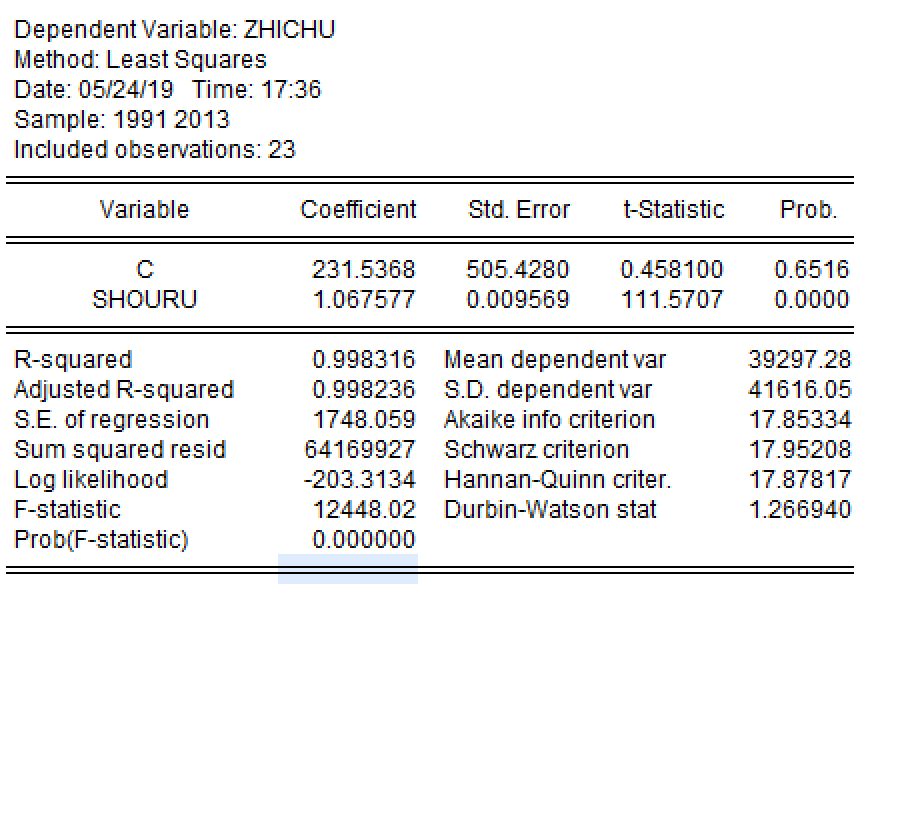 Dependent Variable: ZHICHU
Method: Least Squares
Date: 05/24/19 Time: 17:36
Sample: 1991 2013
Included observations: 23
Variable Coefficient Std. Error t-Statistic Prob.
C 231.5368 505.4280 0.458100 0.6516
SHOURU 1.067577 0.009569 111.5707 0.0000
R-squared 0.998316 Mean dependent var 39297.28
Adjusted R-squared 0.998236 S.D. dependent var 41616.05
S.E. of regression 1748.059 Akaike info criterion 17.85334
Sum squared resid 64169927 Schwarz criterion 17.95208
Log likelihood -203.3134 Hannan-Quinn criter. 17.87817
F-statistic 12448.02 Durbin-Watson stat 1.266940
Prob(F-statistic) 0.000000